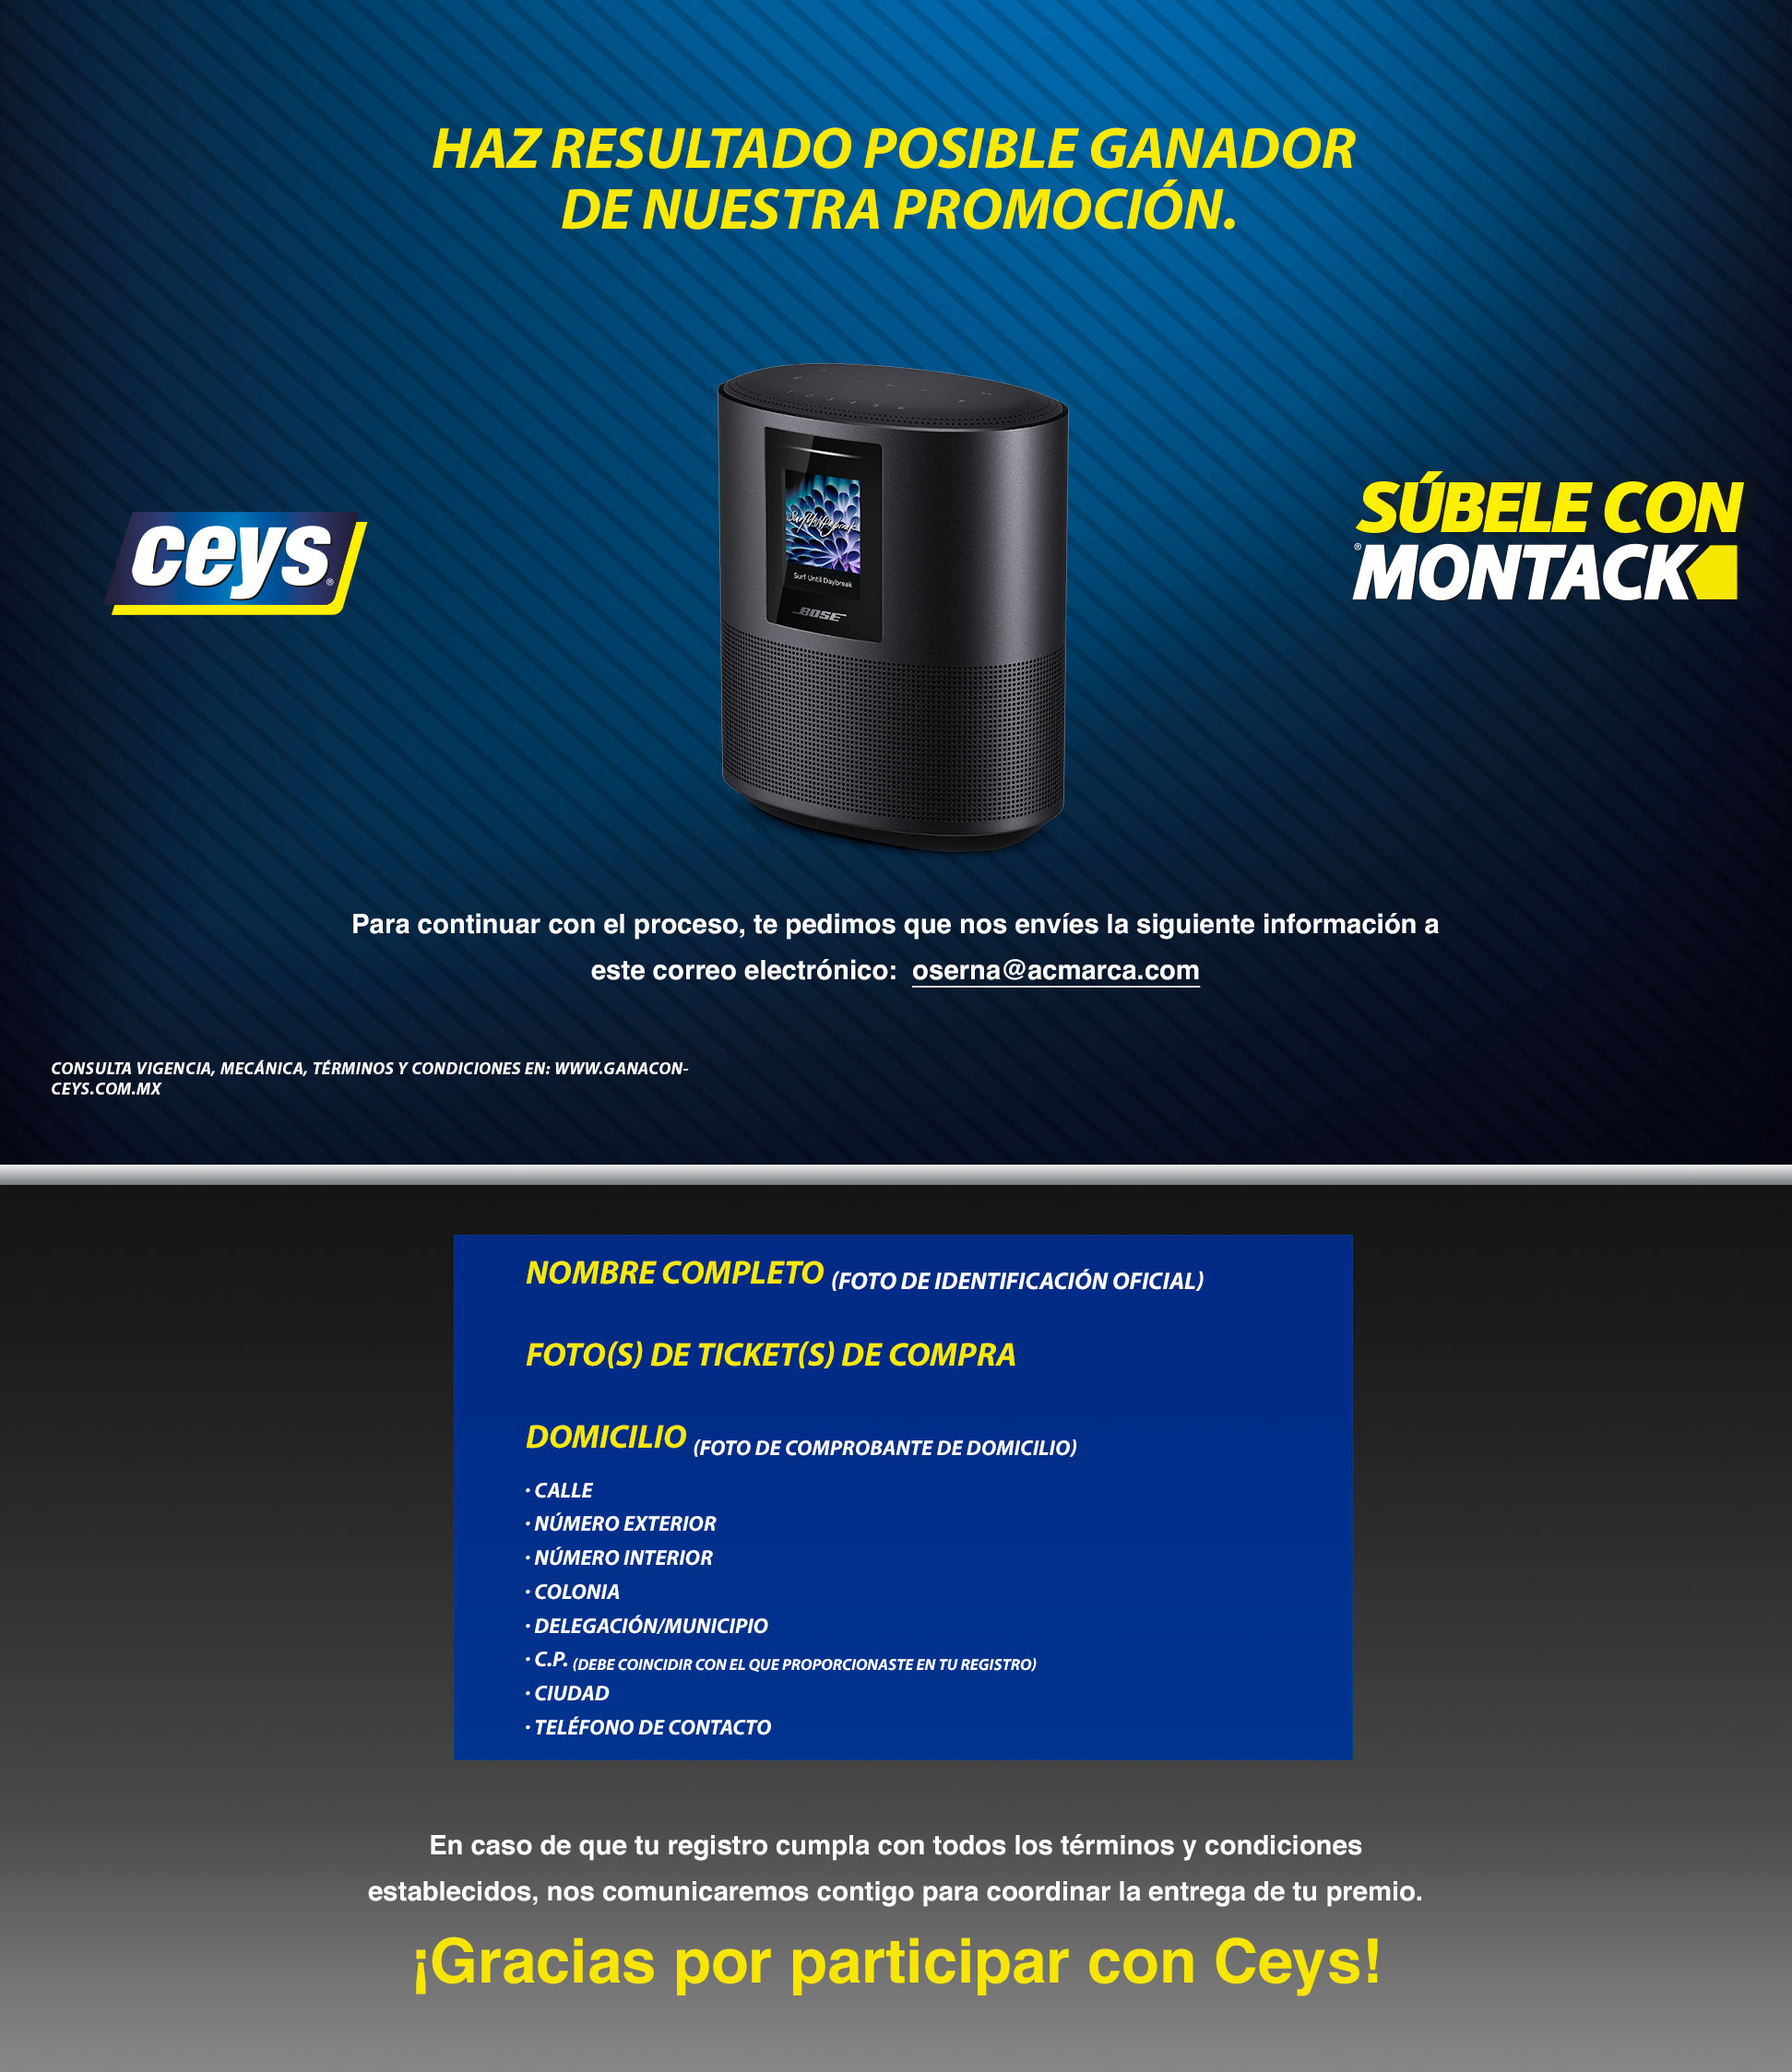 HAZ RESULTADO POSIBLE GANADOR
DE NUESTRA PROMOCIÓN.
ceys®
Surf Until Daybreak
Surf Until Daybreak
BOSE
SÚBELE CON
®MONTACK
Para continuar con el proceso, te pedimos que nos envíes la siguiente información a
este correo electrónico: oserna@acmarca.com
CONSULTA VIGENCIA, MECÁNICA, TÉRMINOS Y CONDICIONES EN: WWW.GANACON-
CEYS.COM.MX
NOMBRE COMPLETO (FOTO DE IDENTIFICACIÓN OFICIAL)
FOTO(S) DE TICKET(S) DE COMPRA
DOMICILIO (FOTO DE COMPROBANTE DE DOMICILIO)
· CALLE
· NÚMERO EXTERIOR
· NÚMERO INTERIOR
· COLONIA
· DELEGACIÓN/MUNICIPIO
· C.P. (DEBE COINCIDIR CON EL QUE PROPORCIONASTE EN TU REGISTRO)
· CIUDAD
· TELÉFONO DE CONTACTO
En caso de que tu registro cumpla con todos los términos y condiciones
establecidos, nos comunicaremos contigo para coordinar la entrega de tu premio.
¡Gracias por participar con Ceys!